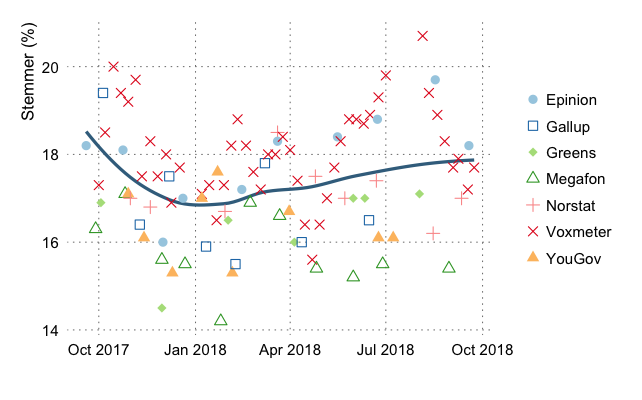 Stemmer (%)
20
18
16
14
Oct 2017 Jan 2018 Apr 2018 Jul 2018 Oct 2018
Epinion
Gallup
Greens
Megafon
Norstat
Voxmeter
YouGov